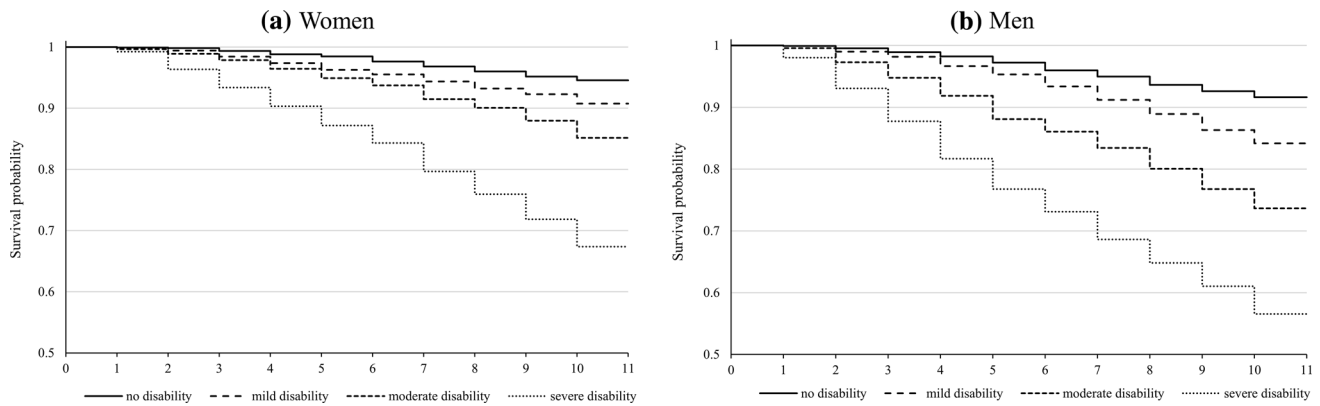 (a) Women
Survival probability
1
0.9
0.8
0.7
0.6
0.5
0 1 2 3 4 5 6 7 8 9 10 11
no disability mild disability moderate disability severe disability
(b) Men
Survival probability
1
0.9
0.8
0.7
0.6
0.5
0 1 2 3 4 5 6 7 8 9 10 11
no disability mild disability moderate disability severe disability